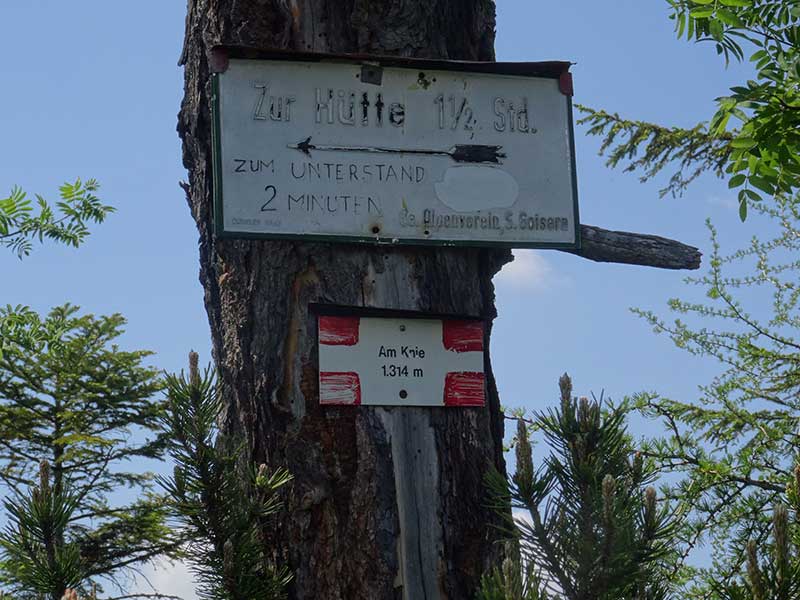 Zur Hütte 1½ Std.
ZUM UNTERSTAND
2 MINUTEN
Oe. Alpenverein, S. Goisern
Am Knie
1.314 m